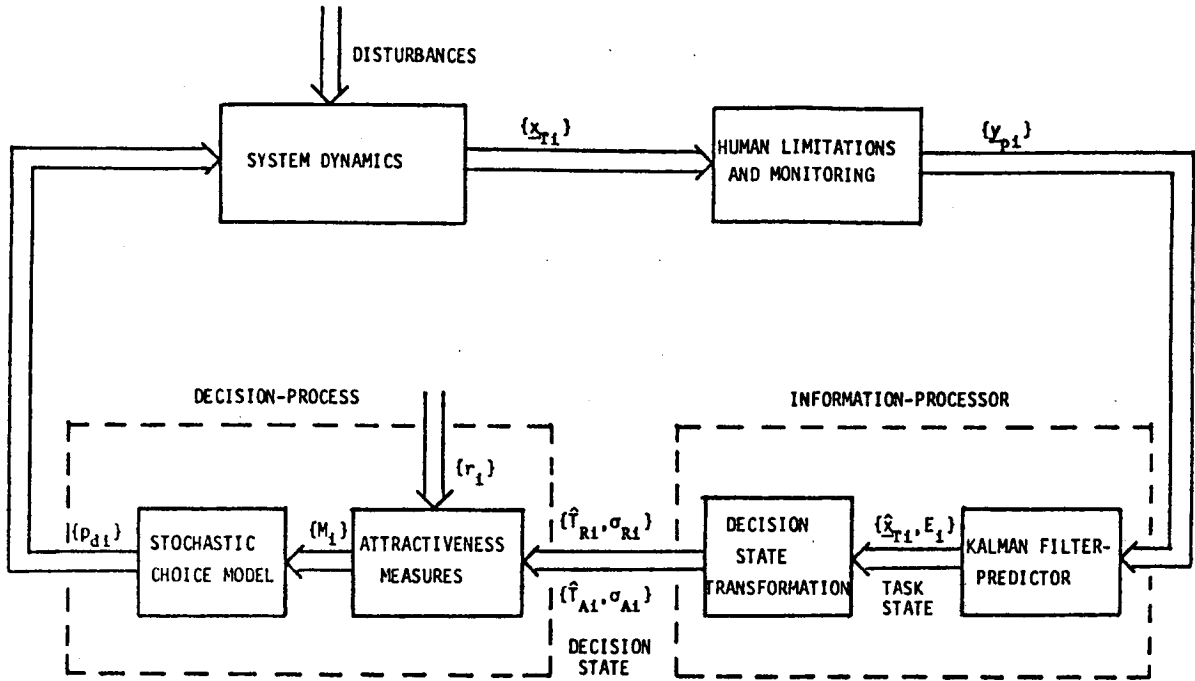 DISTURBANCES
SYSTEM DYNAMICS
{x_Ti}
HUMAN LIMITATIONS
AND MONITORING
{y_pi}
DECISION-PROCESS
INFORMATION-PROCESSOR
{r_i}
{p_di}
STOCHASTIC
CHOICE MODEL
{M_i}
ATTRACTIVENESS
MEASURES
{T̂_Ri,σ_Ri}
{T̂_Ai,σ_Ai}
DECISION
STATE
DECISION
STATE
TRANSFORMATION
{x̂_Ti,E_i}
TASK
STATE
KALMAN FILTER-
PREDICTOR